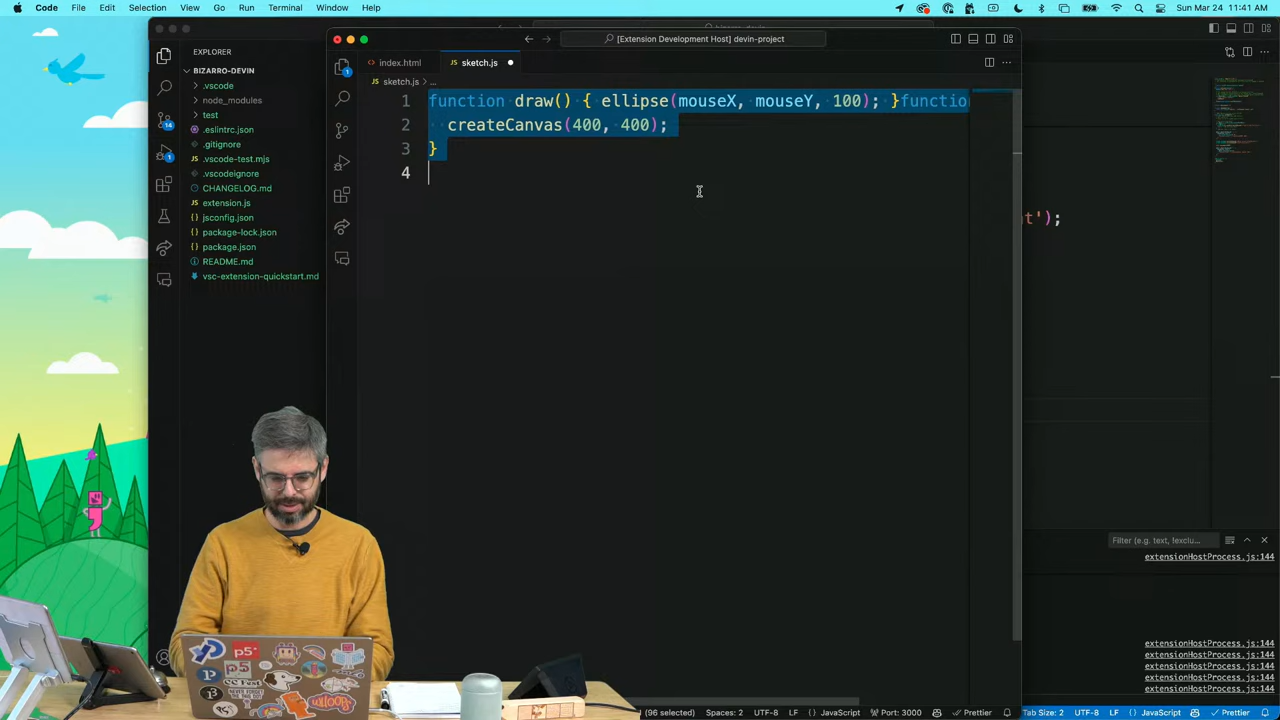 Code File Edit Selection View Go Run Terminal Window Help
Sun Mar 24 11:41 AM
[Extension Development Host] devin-project
EXPLORER
BIZARRO-DEVIN
.vscode
node_modules
test
.eslintrc.json
.gitignore
.vscode-test.mjs
.vscodeignore
CHANGELOG.md
extension.js
jsconfig.json
package-lock.json
package.json
README.md
vsc-extension-quickstart.md
14
1
1
index.html
sketch.js
sketch.js > ...
1 function draw() { ellipse(mouseX, mouseY, 100); }functio
2 createCanvas(400, 400);
3 }
4
t');
Filter (e.g. text, !exclu...
extensionHostProcess.js:144
extensionHostProcess.js:144
extensionHostProcess.js:144
extensionHostProcess.js:144
extensionHostProcess.js:144
extensionHostProcess.js:144
(96 selected) Spaces: 2 UTF-8 LF { } JavaScript Port: 3000 Prettier
Tab Size: 2 UTF-8 LF { } JavaScript Prettier
p5*
p5